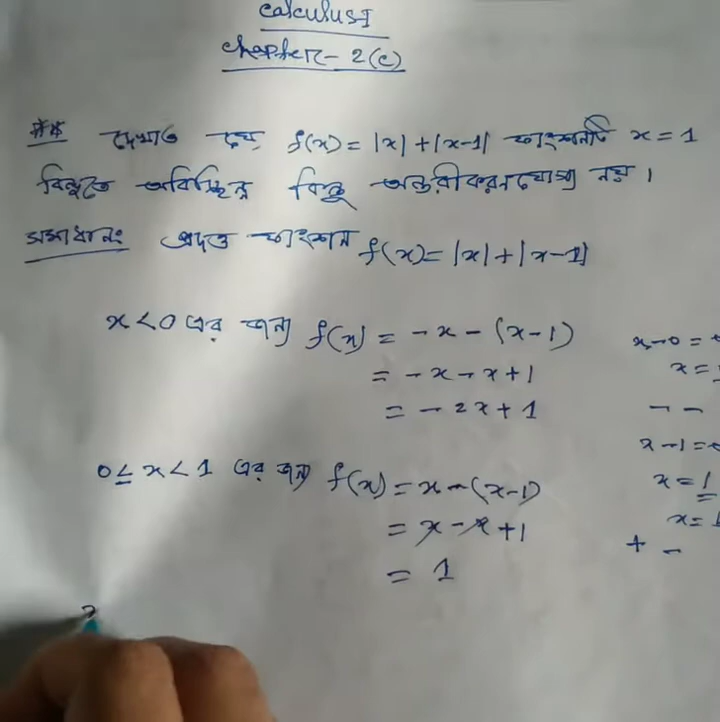 Calculus-I
Chapter - 2(c)
** দেখাও যে, f(x) = |x| + |x-1| ফাংশনটি x = 1
বিন্দুতে অবিচ্ছিন্ন কিন্তু অন্তরীকরণযোগ্য নয়।
সমাধানঃ প্রদত্ত ফাংশন f(x) = |x| + |x-1|
x < 0 এর জন্য f(x) = -x - (x-1)
= -x - x + 1
= -2x + 1
0 ≤ x < 1 এর জন্য f(x) = x - (x-1)
= x - x + 1
= 1
x =
- -
x - 1 =
x = 1
x = 1
+ -